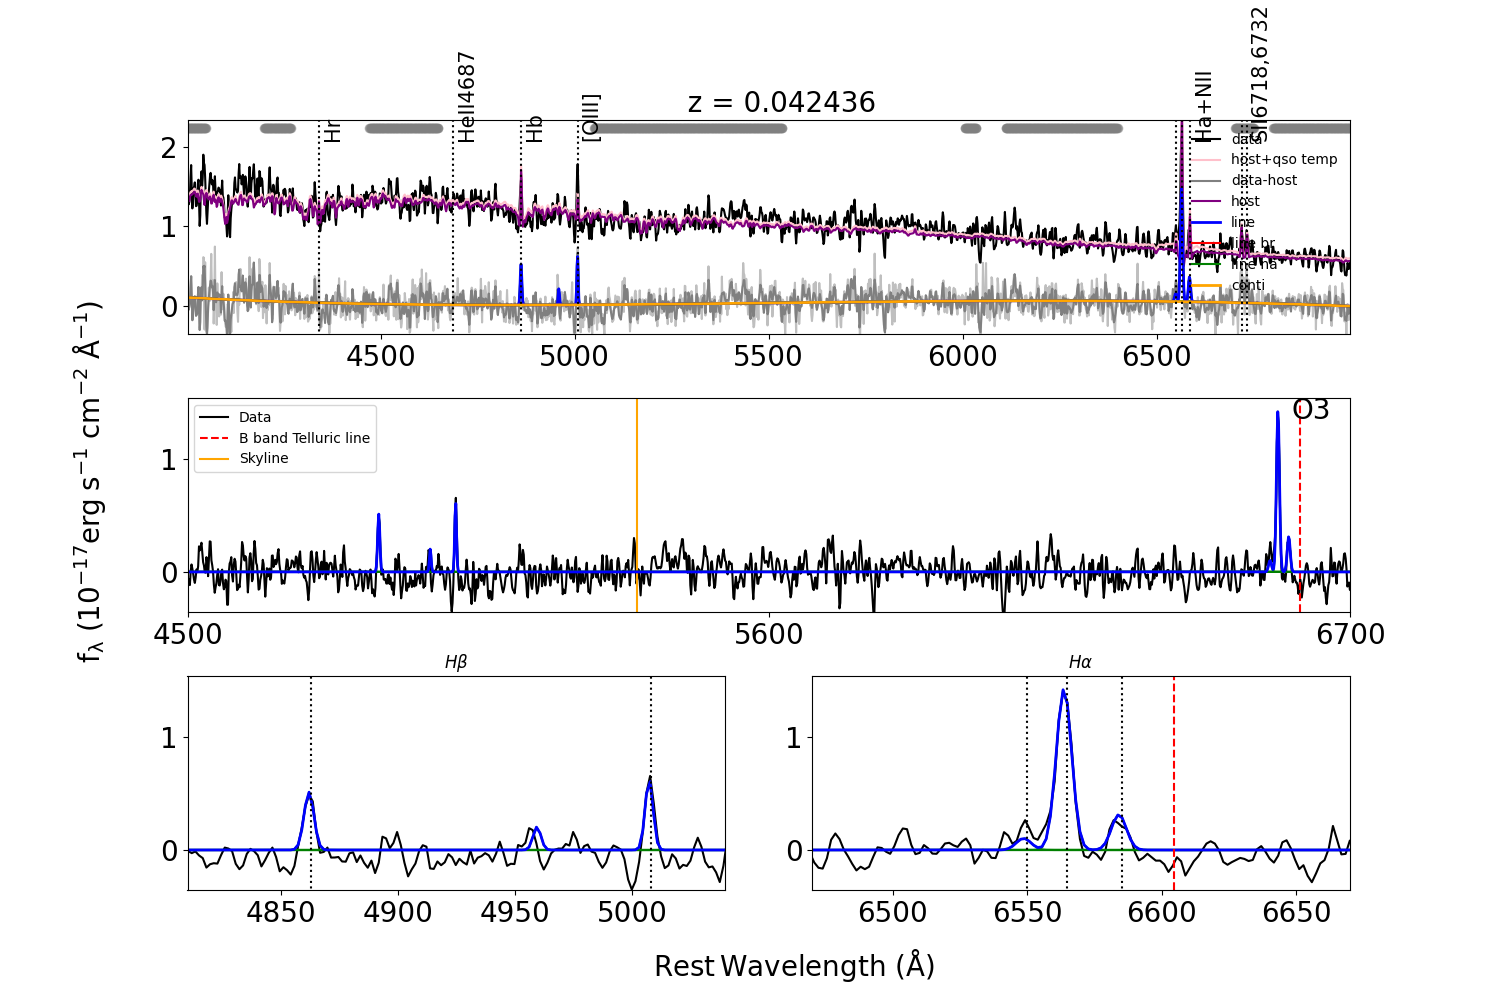 z = 0.042436
Hr
HeII4687
Hb
[OIII]
Ha+NII
SII6718,6732
data
host+qso temp
data-host
host
line
line br
line na
conti
2
1
0
4500 5000 5500 6000 6500
f_λ (10^−17 erg s^−1 cm^−2 Å^−1)
Data
B band Telluric line
Skyline
O3
1
0
4500 5600 6700
Hβ
1
0
4850 4900 4950 5000
Hα
1
0
6500 6550 6600 6650
Rest Wavelength (Å)